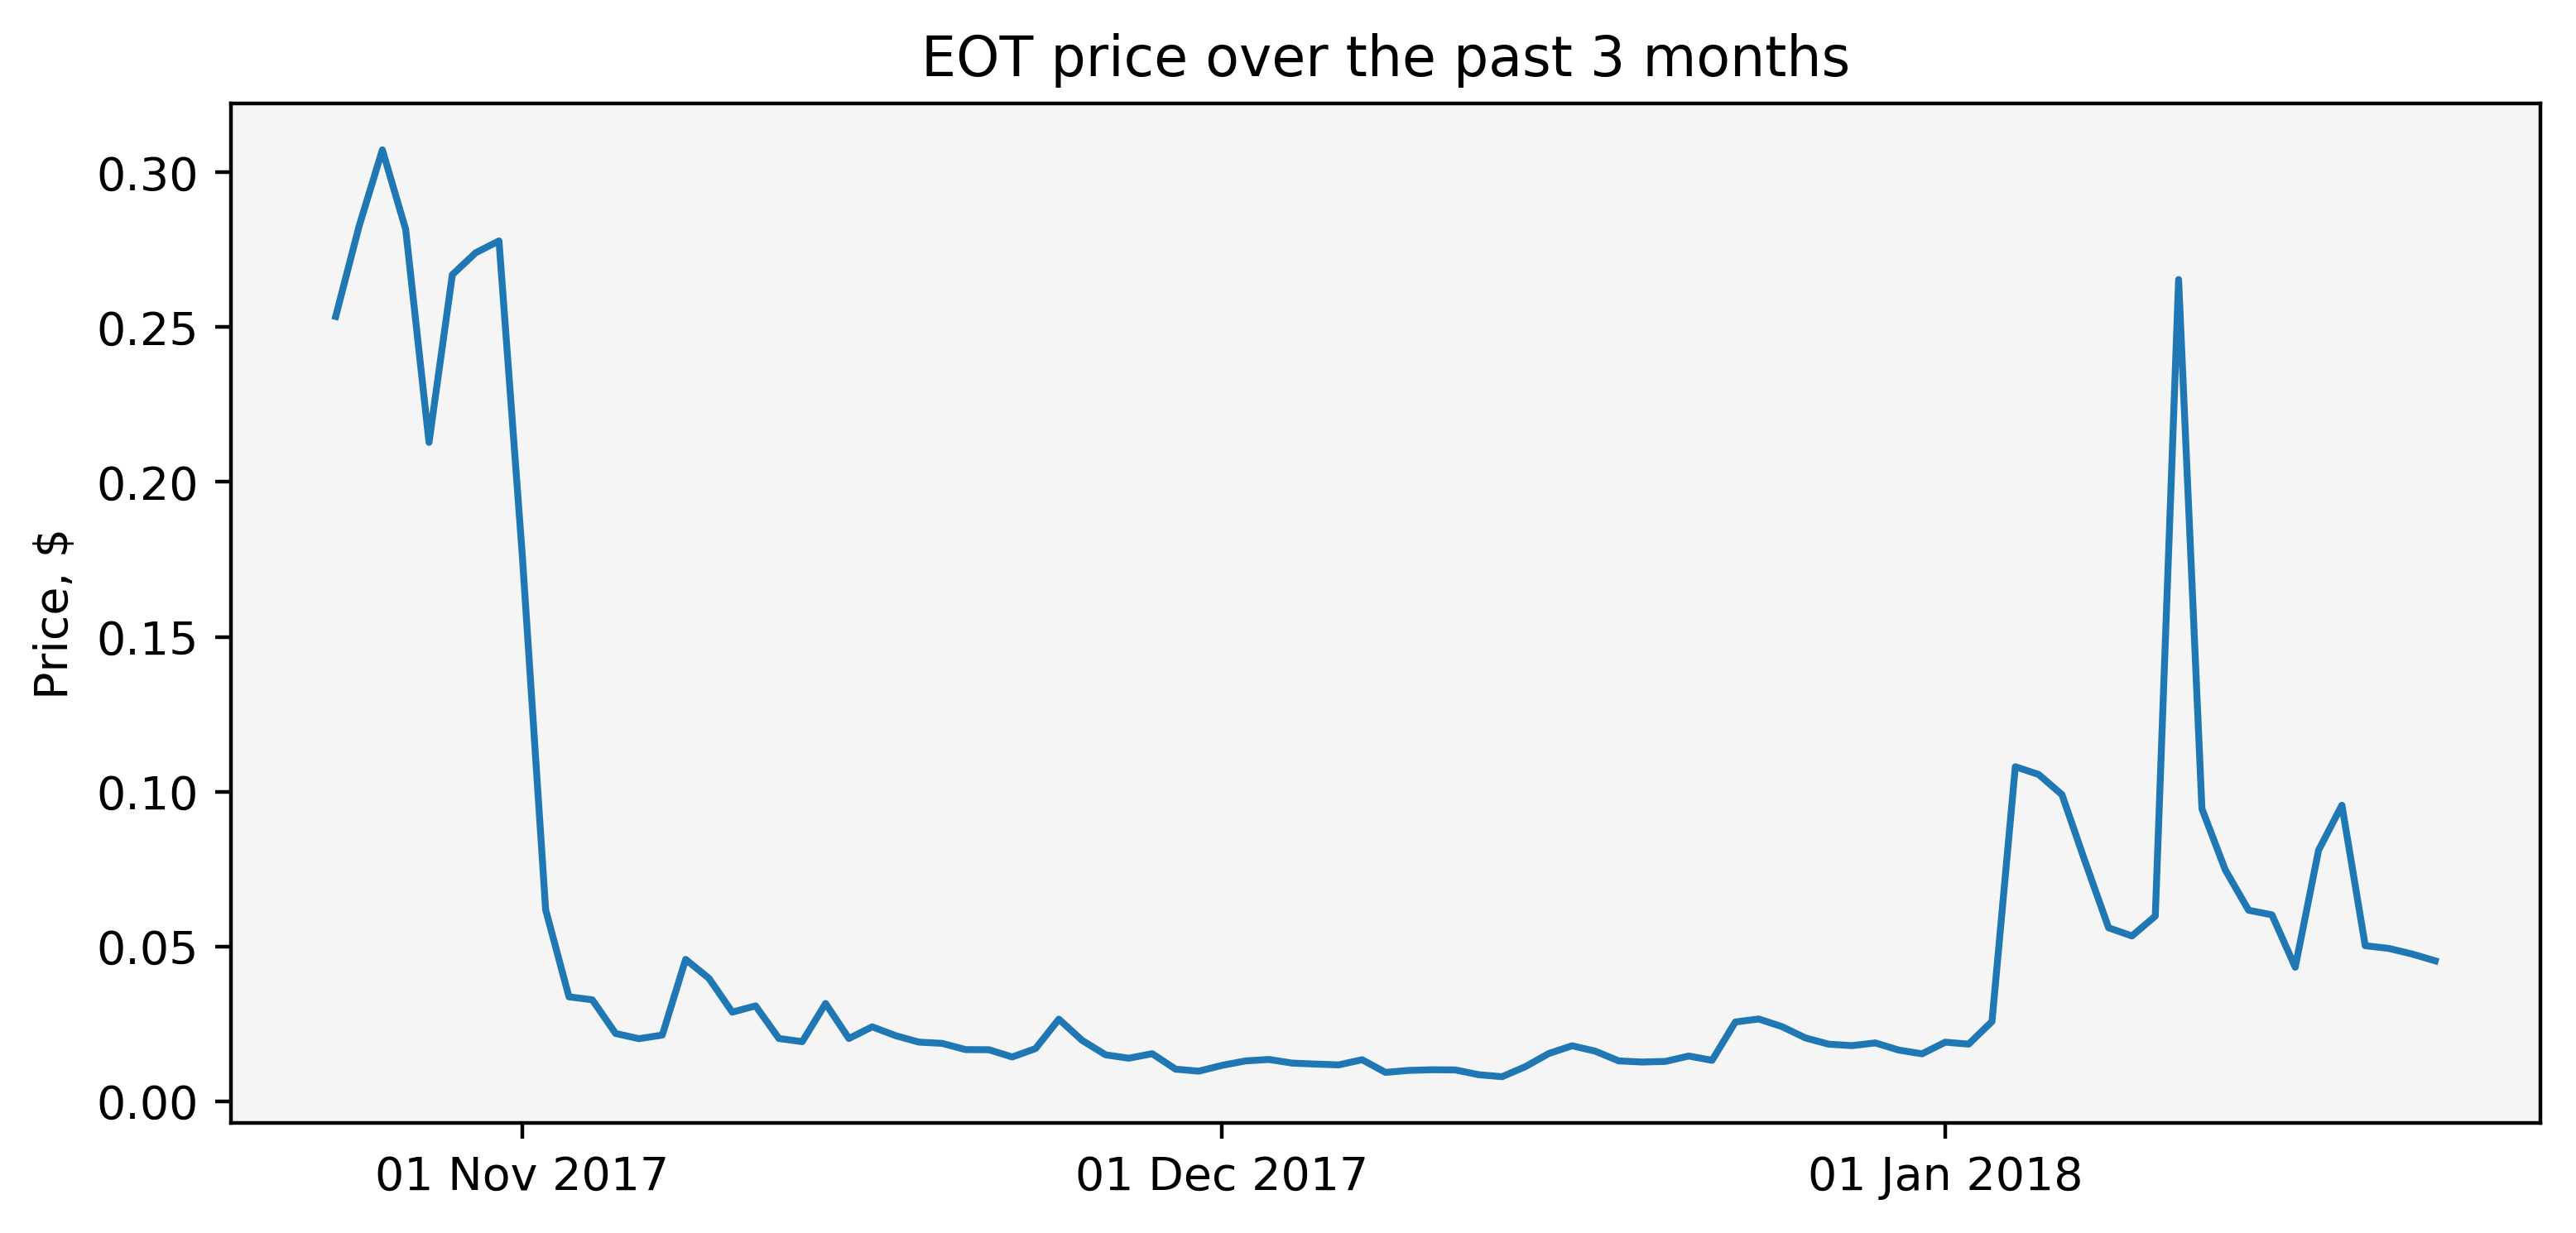 EOT price over the past 3 months
Price, $
0.30
0.25
0.20
0.15
0.10
0.05
0.00
01 Nov 2017
01 Dec 2017
01 Jan 2018